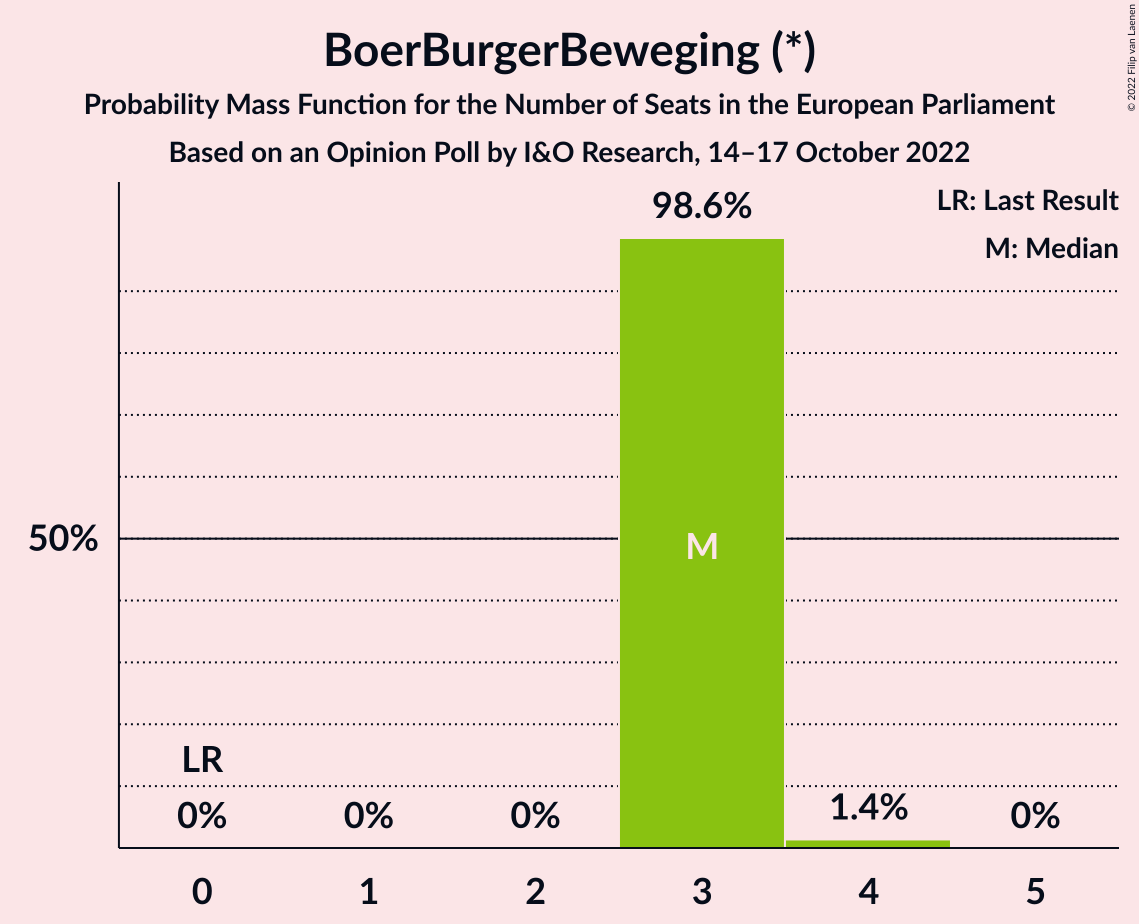 BoerBurgerBeweging (*)
Probability Mass Function for the Number of Seats in the European Parliament
Based on an Opinion Poll by I&O Research, 14–17 October 2022
© 2022 Filip van Laenen
LR: Last Result
M: Median
98.6%
50%
M
LR
0%
0%
0%
1.4%
0%
0
1
2
3
4
5